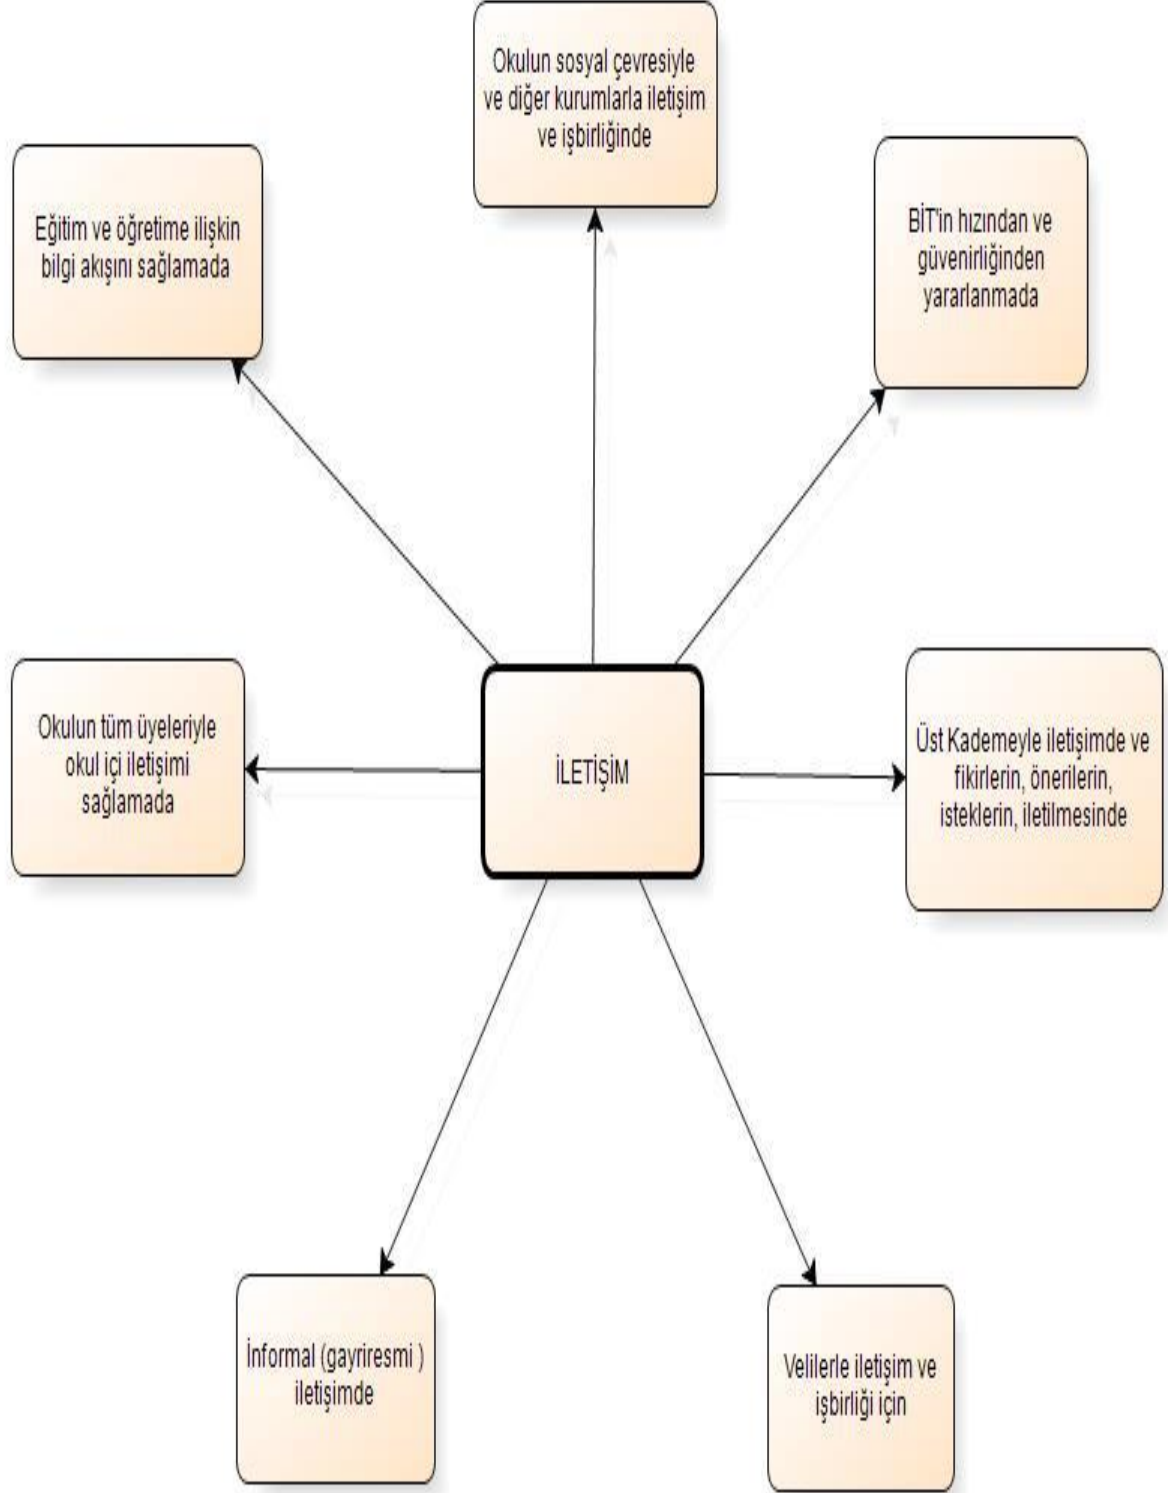 Okulun sosyal çevresiyle
ve diğer kurumlarla iletişim
ve işbirliğinde
Eğitim ve öğretime ilişkin
bilgi akışını sağlamada
BİT'in hızından ve
güvenirliğinden
yararlanmada
Okulun tüm üyeleriyle
okul içi iletişimi
sağlamada
İLETİŞİM
Üst Kademeyle iletişimde ve
fikirlerin, önerilerin,
isteklerin, iletilmesinde
İnformal (gayriresmi )
iletişimde
Velilerle iletişim ve
işbirliği için